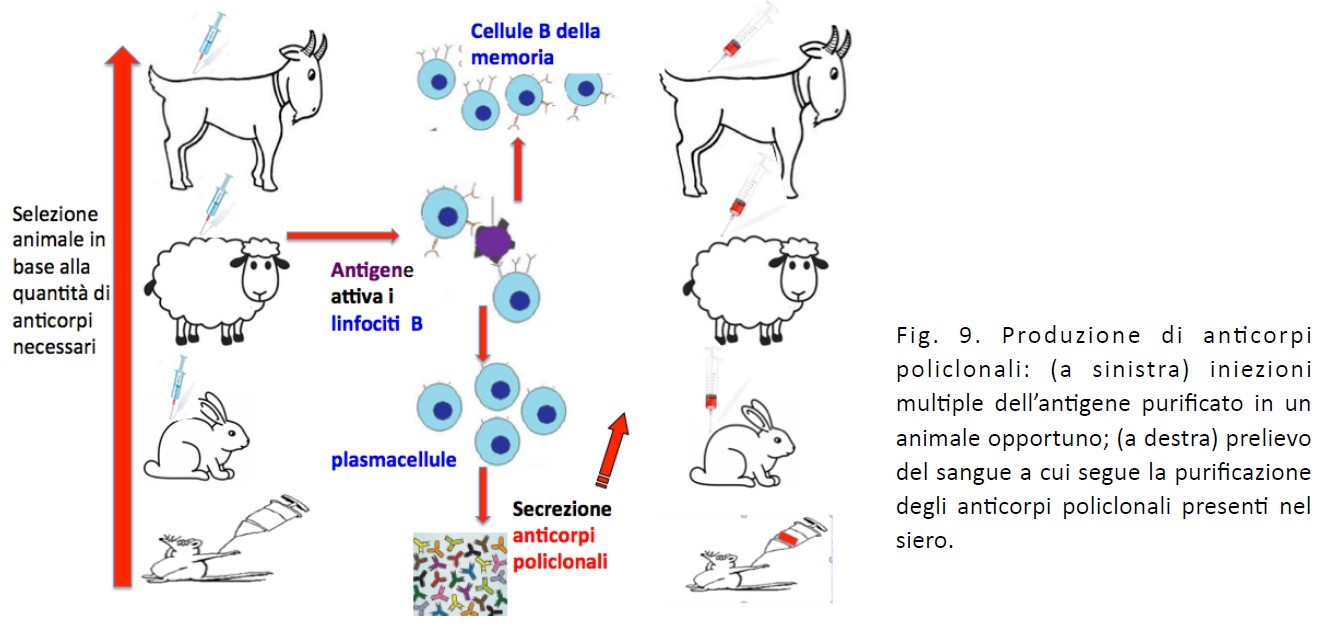 Cellule B della
memoria
Selezione
animale in
base alla
quantità di
anticorpi
necessari
Antigene
attiva i
linfociti B
plasmacellule
Secrezione
anticorpi
policlonali
Fig. 9. Produzione di anticorpi
policlonali: (a sinistra) iniezioni
multiple dell’antigene purificato in un
animale opportuno; (a destra) prelievo
del sangue a cui segue la purificazione
degli anticorpi policlonali presenti nel
siero.